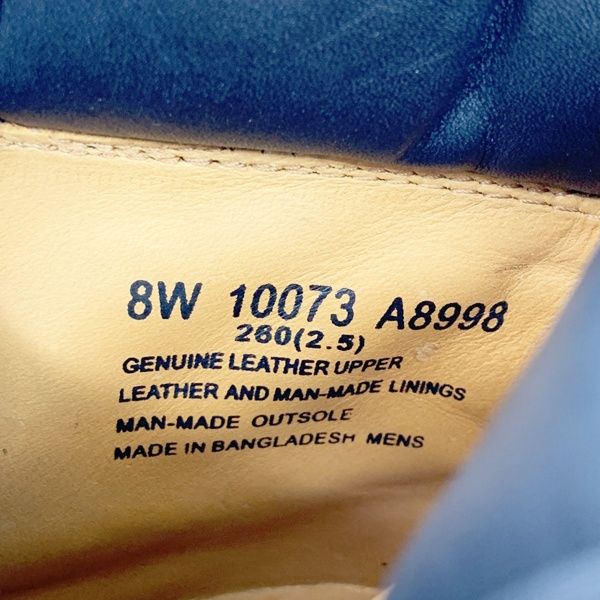 8W 10073 A8998
260(2.5)
GENUINE LEATHER UPPER
LEATHER AND MAN-MADE LININGS
MAN-MADE OUTSOLE
MADE IN BANGLADESH MENS